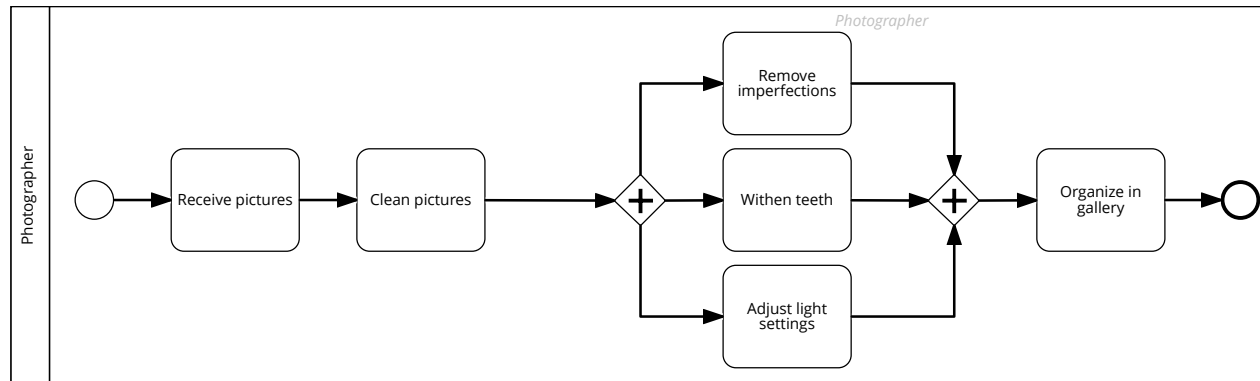 Photographer
Photographer
Receive pictures
Clean pictures
Remove
imperfections
Withen teeth
Adjust light
settings
Organize in
gallery